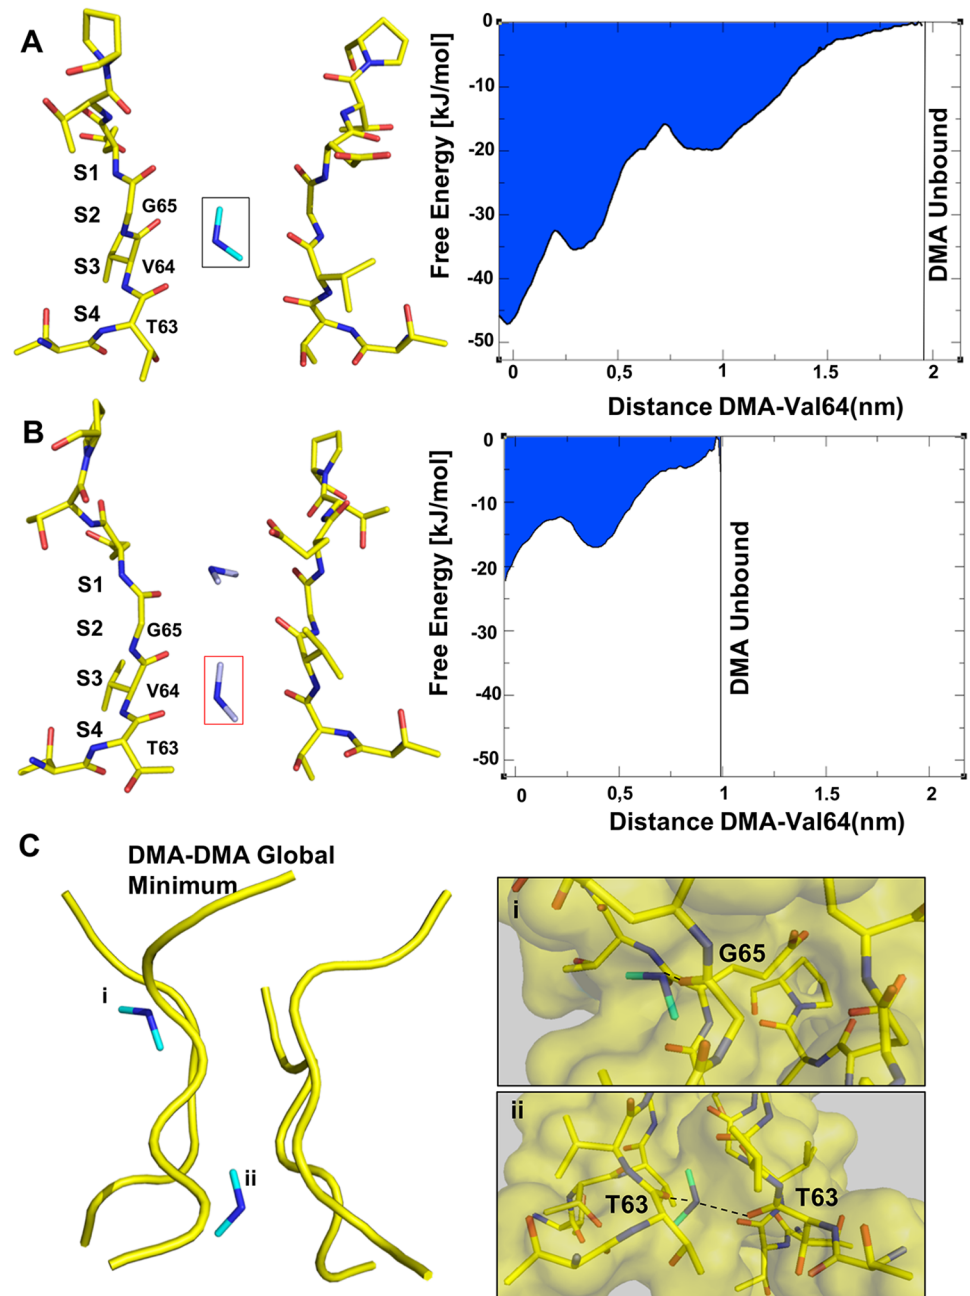 A
S1
S2
G65
S3
V64
S4
T63
Free Energy [kJ/mol]
0
-10
-20
-30
-40
-50
DMA Unbound
0
0,5
1
1.5
2
Distance DMA-Val64(nm)
B
S1
S2
G65
S3
V64
S4
T63
Free Energy [kJ/mol]
0
-10
-20
-30
-40
-50
DMA Unbound
0
0,5
1
1.5
2
Distance DMA-Val64(nm)
C
DMA-DMA Global
Minimum
i
ii
i
G65
ii
T63
T63